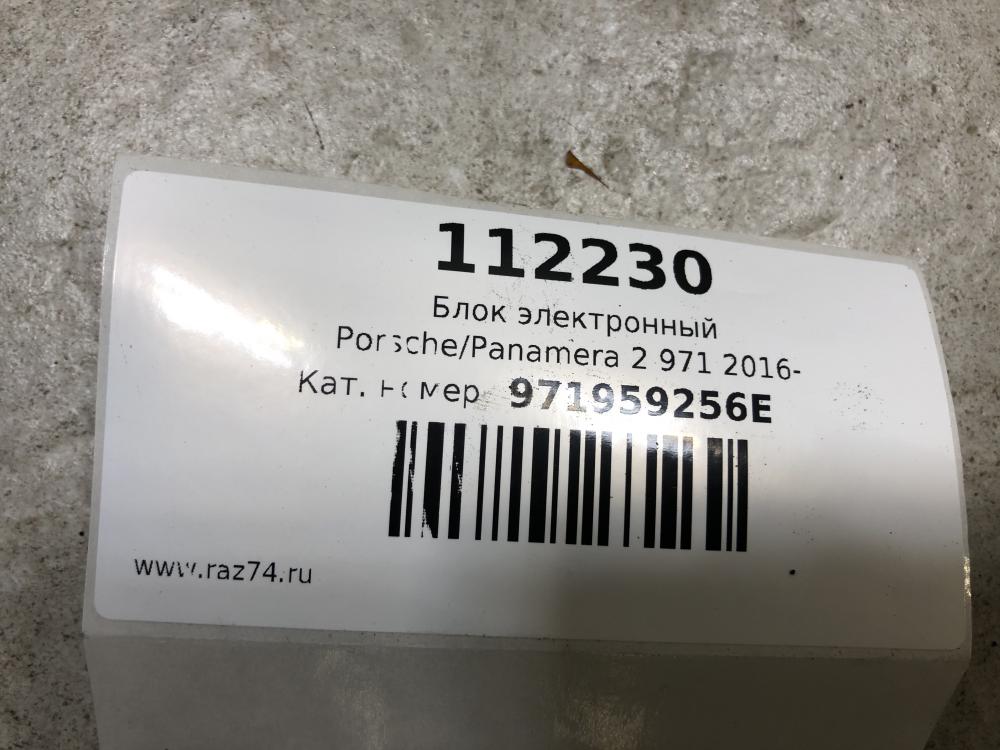 112230
Блок электронный
Porsche/Panamera 2 971 2016-
Кат. номер 971959256E
www.raz74.ru